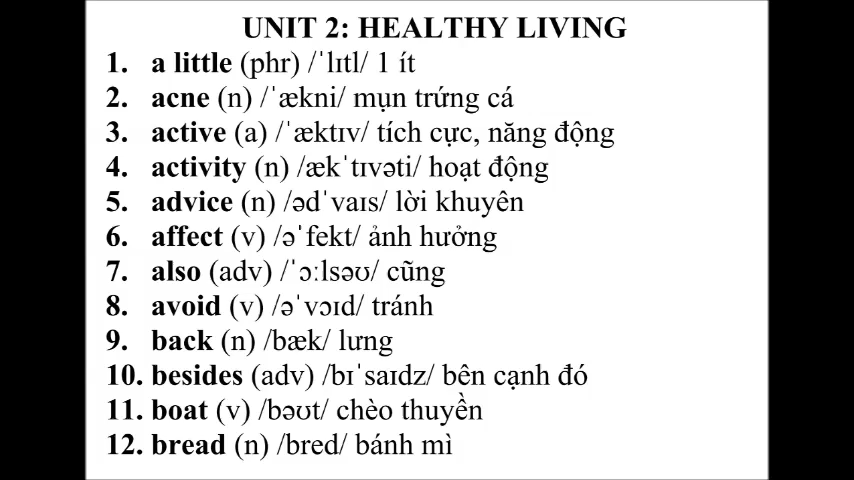 UNIT 2: HEALTHY LIVING
1. a little (phr) /ˈlɪtl/ 1 ít
2. acne (n) /ˈækni/ mụn trứng cá
3. active (a) /ˈæktɪv/ tích cực, năng động
4. activity (n) /ækˈtɪvəti/ hoạt động
5. advice (n) /ədˈvaɪs/ lời khuyên
6. affect (v) /əˈfekt/ ảnh hưởng
7. also (adv) /ˈɔːlsəʊ/ cũng
8. avoid (v) /əˈvɔɪd/ tránh
9. back (n) /bæk/ lưng
10. besides (adv) /bɪˈsaɪdz/ bên cạnh đó
11. boat (v) /bəʊt/ chèo thuyền
12. bread (n) /bred/ bánh mì